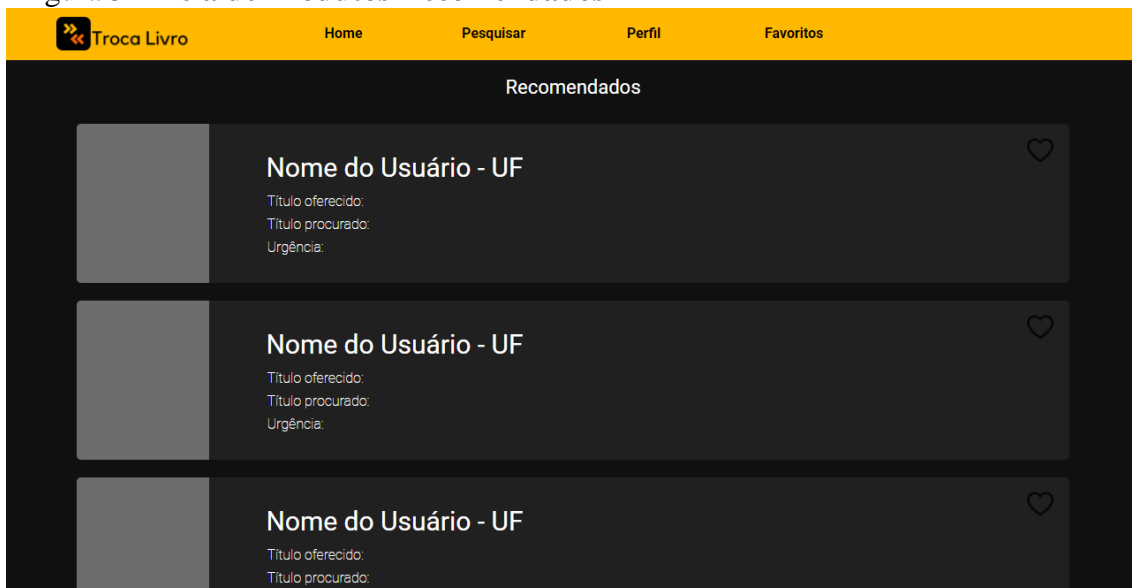 Troca Livro
Home Pesquisar Perfil Favoritos
Recomendados
Nome do Usuário - UF
Título oferecido:
Título procurado:
Urgência:
Nome do Usuário - UF
Título oferecido:
Título procurado:
Urgência:
Nome do Usuário - UF
Título oferecido:
Título procurado: